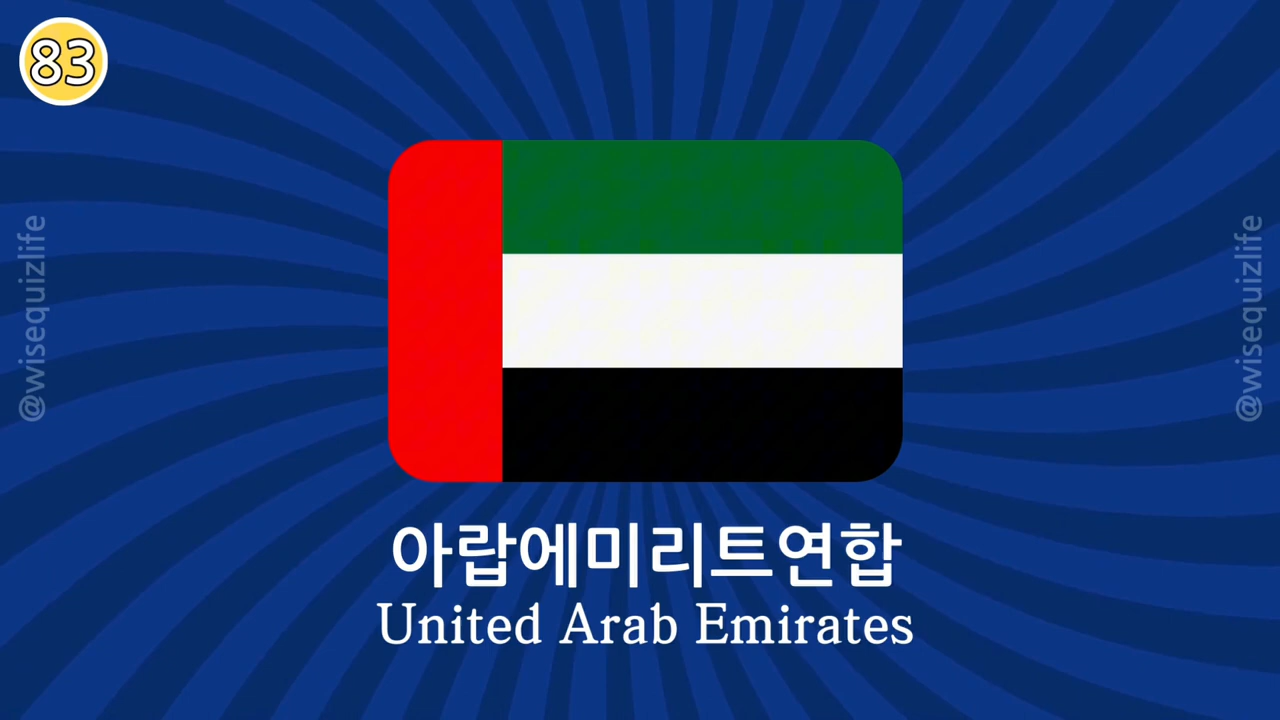 83
@wisequizlife
@wisequizlife
아랍에미리트연합
United Arab Emirates